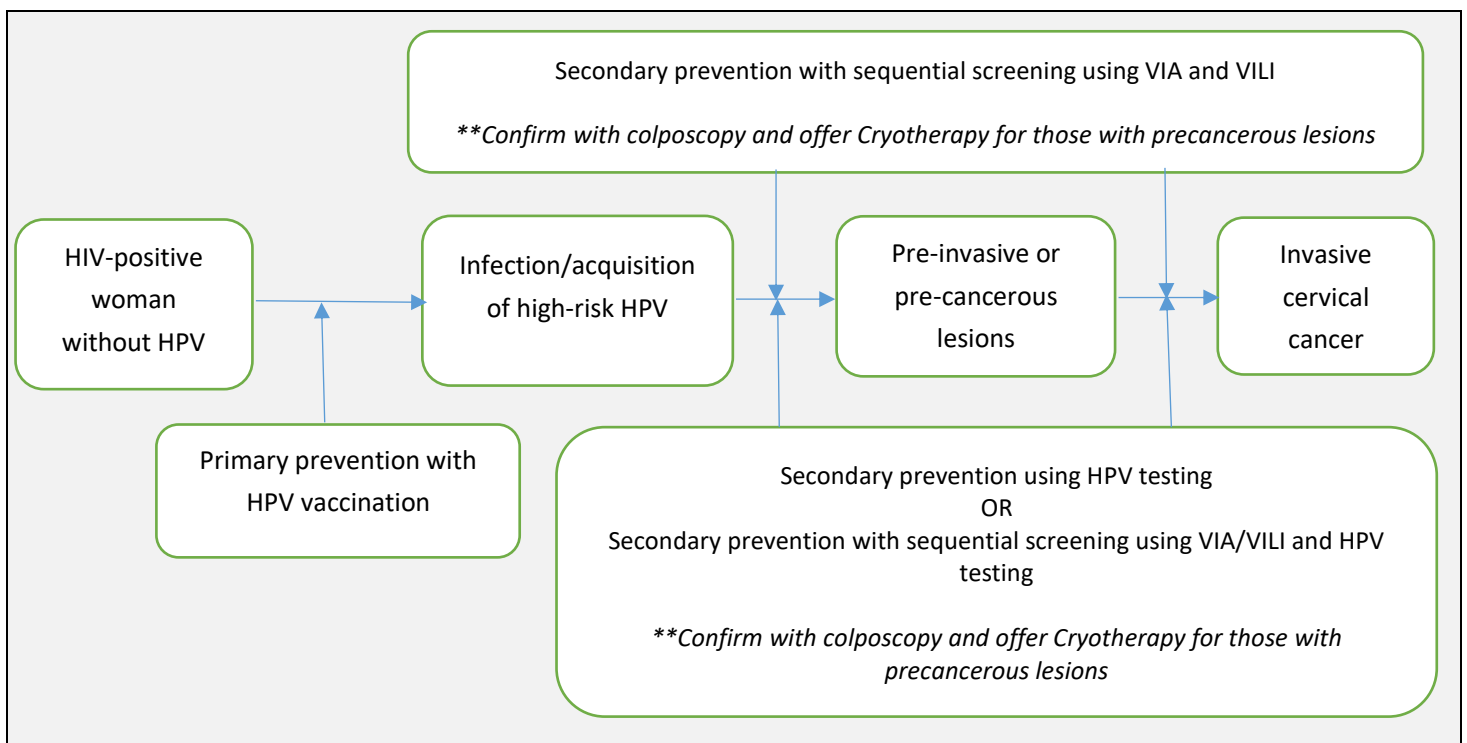 Secondary prevention with sequential screening using VIA and VILI
**Confirm with colposcopy and offer Cryotherapy for those with precancerous lesions
HIV-positive
woman
without HPV
Infection/acquisition
of high-risk HPV
Pre-invasive or
pre-cancerous
lesions
Invasive
cervical
cancer
Primary prevention with
HPV vaccination
Secondary prevention using HPV testing
OR
Secondary prevention with sequential screening using VIA/VILI and HPV
testing
**Confirm with colposcopy and offer Cryotherapy for those with
precancerous lesions